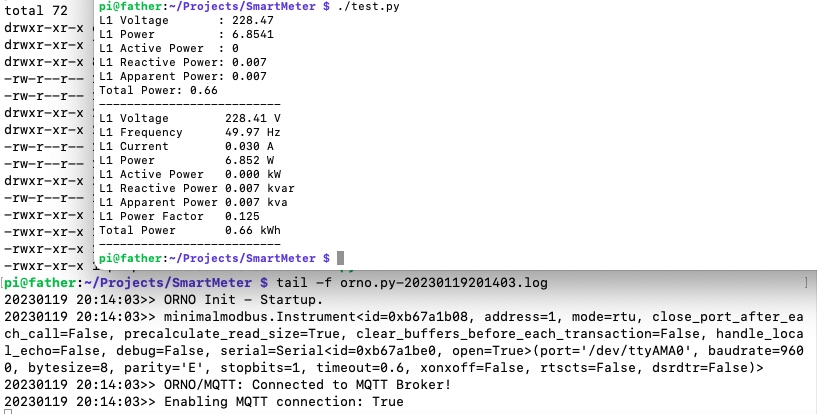 total 72
drwxr-xr-x
drwxr-xr-x
drwxr-xr-x
-rw-r--r--
-rw-r--r--
drwxr-xr-x
drwxr-xr-x
-rw-r--r--
-rw-r--r--
drwxr-xr-x
-rw-r--r--
-rwxr-xr-x
-rwxr-xr-x
-rwxr-xr-x
-rwxr-xr-x
pi@father:~/Projects/SmartMeter $ ./test.py
L1 Voltage       : 228.47
L1 Power         : 6.8541
L1 Active Power  : 0
L1 Reactive Power: 0.007
L1 Apparent Power: 0.007
Total Power: 0.66
--------------------------
L1 Voltage        228.41 V
L1 Frequency      49.97 Hz
L1 Current        0.030 A
L1 Power          6.852 W
L1 Active Power   0.000 kW
L1 Reactive Power 0.007 kvar
L1 Apparent Power 0.007 kva
L1 Power Factor   0.125
Total Power       0.66 kWh
--------------------------
pi@father:~/Projects/SmartMeter $
[pi@father:~/Projects/SmartMeter $ tail -f orno.py-20230119201403.log ]
20230119 20:14:03>> ORNO Init - Startup.
20230119 20:14:03>> minimalmodbus.Instrument<id=0xb67a1b08, address=1, mode=rtu, close_port_after_ea
ch_call=False, precalculate_read_size=True, clear_buffers_before_each_transaction=False, handle_loca
l_echo=False, debug=False, serial=Serial<id=0xb67a1be0, open=True>(port='/dev/ttyAMA0', baudrate=960
0, bytesize=8, parity='E', stopbits=1, timeout=0.6, xonxoff=False, rtscts=False, dsrdtr=False)>
20230119 20:14:03>> ORNO/MQTT: Connected to MQTT Broker!
20230119 20:14:03>> Enabling MQTT connection: True